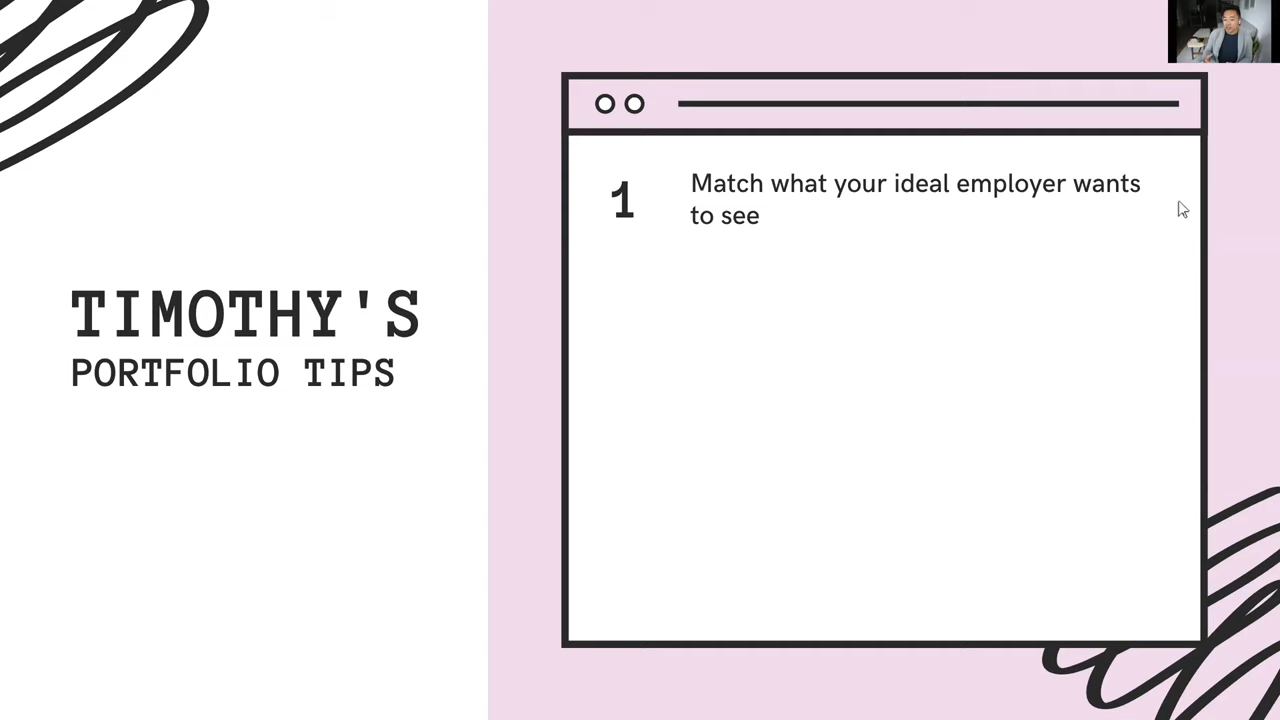 TIMOTHY'S
PORTFOLIO TIPS
1
Match what your ideal employer wants
to see